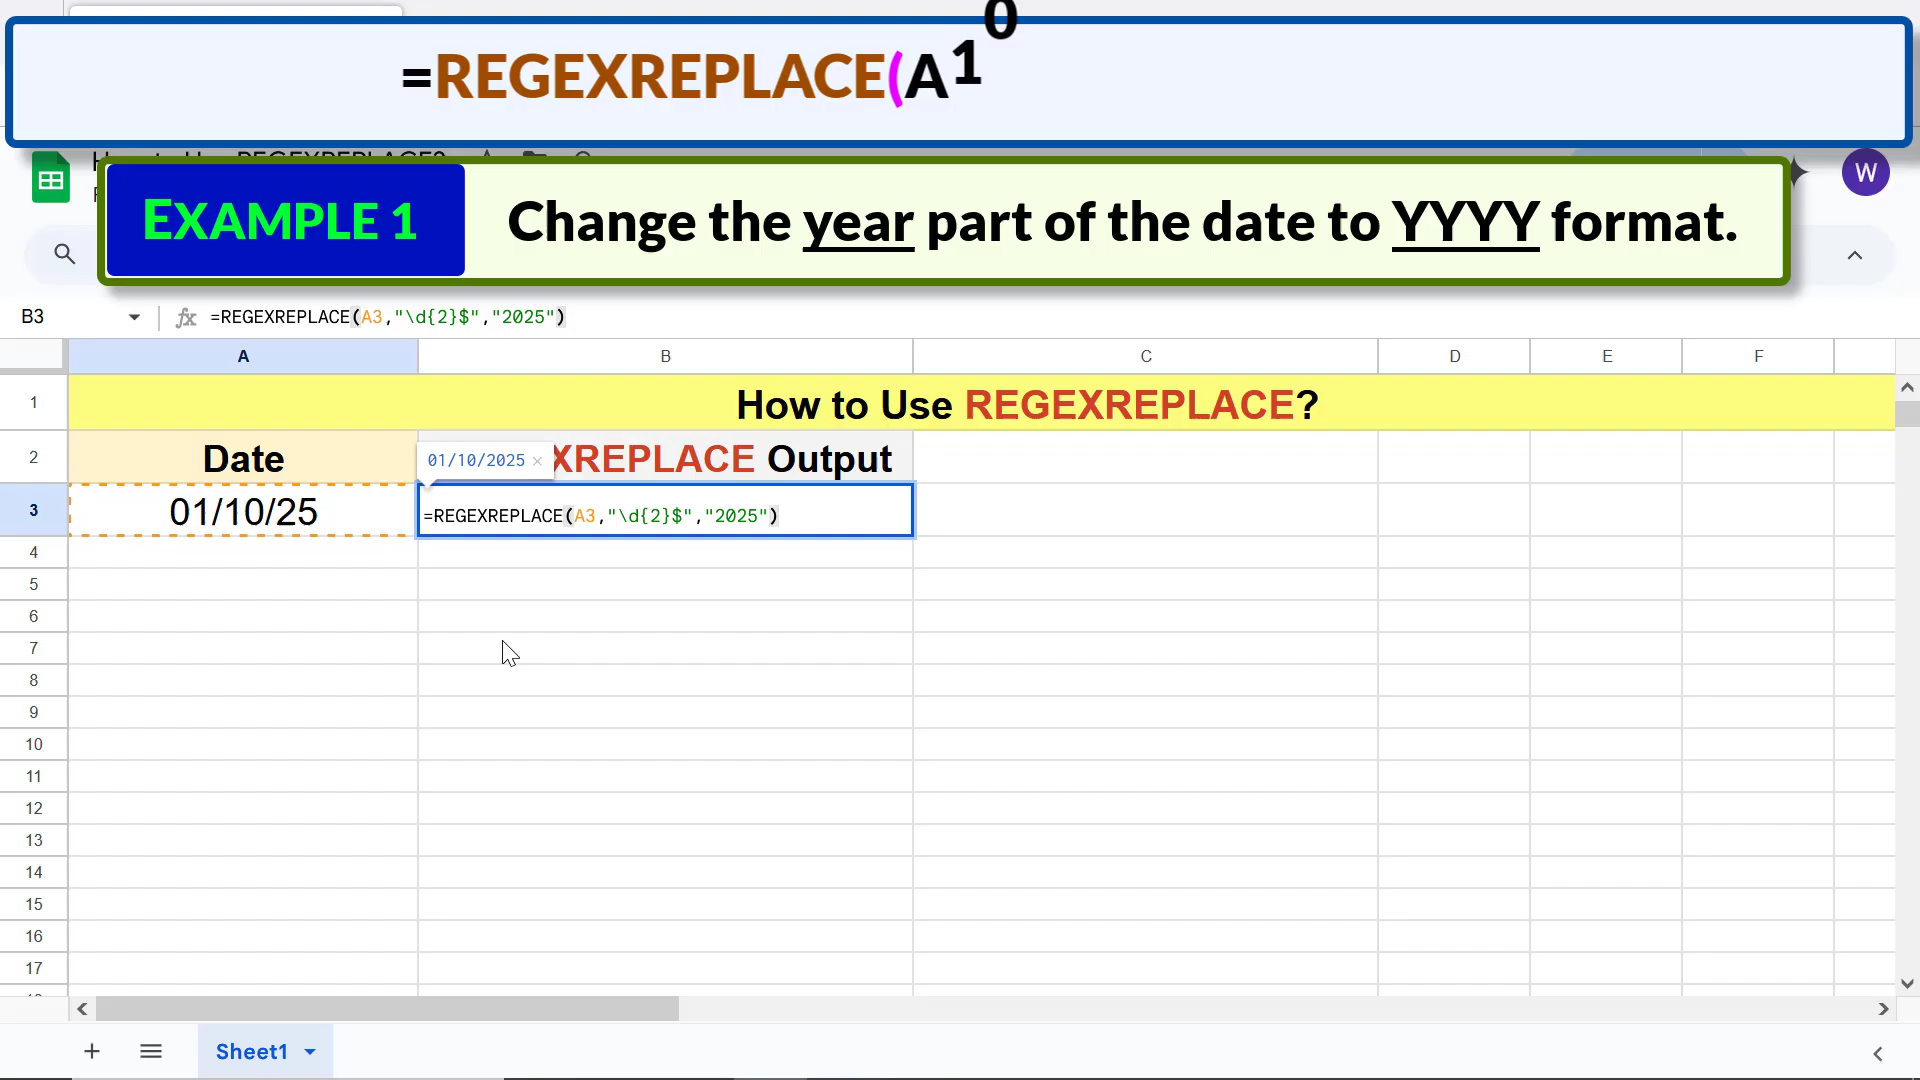 =REGEXREPLACE(A10
EXAMPLE 1
Change the year part of the date to YYYY format.
W
B3
fx
=REGEXREPLACE(A3,"\d{2}$","2025")
A B C D E F
1 How to Use REGEXREPLACE?
2 Date XREPLACE Output
01/10/2025 ×
3 01/10/25 =REGEXREPLACE(A3,"\d{2}$","2025")
4
5
6
7
8
9
10
11
12
13
14
15
16
17
Sheet1